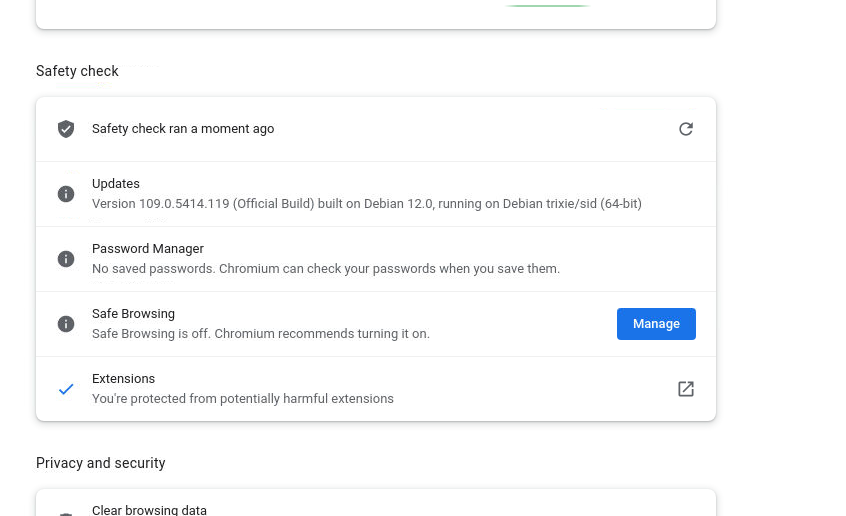 Safety check
Safety check ran a moment ago
Updates
Version 109.0.5414.119 (Official Build) built on Debian 12.0, running on Debian trixie/sid (64-bit)
Password Manager
No saved passwords. Chromium can check your passwords when you save them.
Safe Browsing
Safe Browsing is off. Chromium recommends turning it on.
Manage
Extensions
You're protected from potentially harmful extensions
Privacy and security
Clear browsing data